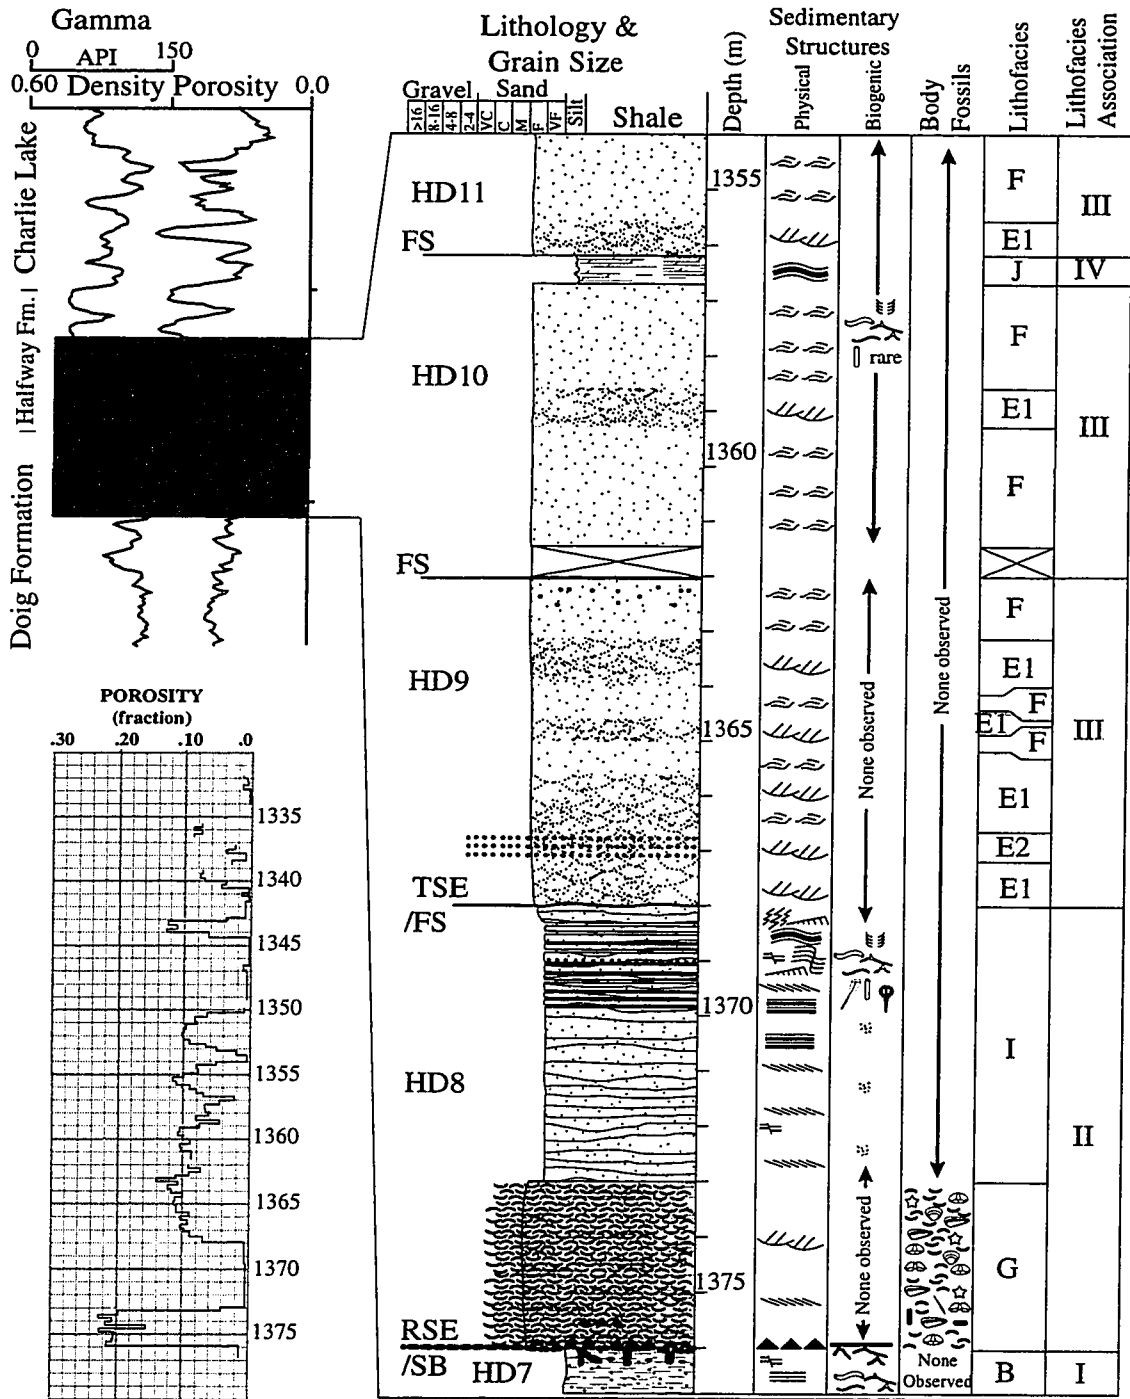 Gamma
0 API 150
0.60 Density Porosity 0.0
Doig Formation | Halfway Fm. | Charlie Lake
POROSITY
(fraction)
.30 .20 .10 .0
1335
1340
1345
1350
1355
1360
1365
1370
1375
Lithology &
Grain Size
Gravel Sand
>16 8-16 4-8 2-4 VC C M F VF Silt Shale
HD11
FS
HD10
FS
HD9
TSE
/FS
HD8
RSE
/SB
HD7
Depth (m)
1355
1360
1365
1370
1375
Sedimentary
Structures
Physical
Biogenic
rare
None observed
None observed
Body
Fossils
None observed
None
Observed
Lithofacies
F
E1
J
F
E1
F
F
E1
F
E1
F
E1
E2
E1
I
G
B
Lithofacies
Association
III
IV
III
III
II
I